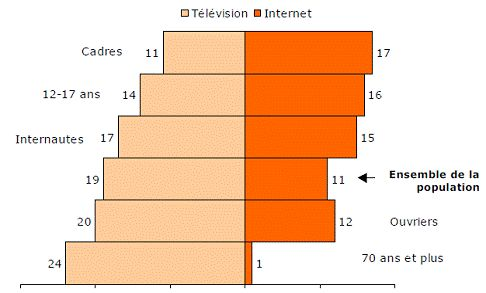 Télévision Internet
Cadres 11 17
12-17 ans 14 16
Internautes 17 15
19 11 Ensemble de la
population
20 12 Ouvriers
24 1 70 ans et plus